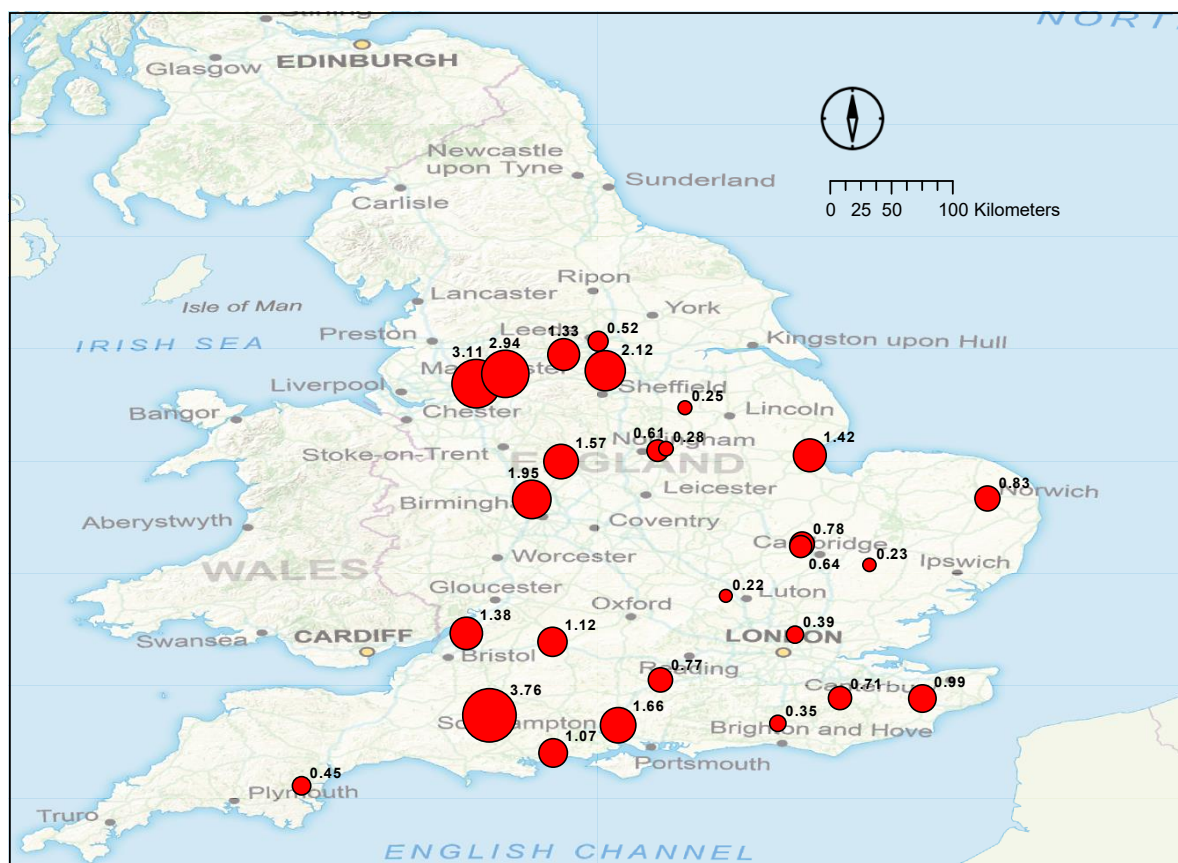 Stirling
NORT
EDINBURGH
Glasgow
Newcastle
upon Tyne
Sunderland
Carlisle
0 25 50 100 Kilometers
Ripon
Isle of Man
Lancaster
York
IRISH SEA
Preston
1.33
Leeds
0.52
Kingston upon Hull
3.11
2.94
2.12
Liverpool
Sheffield
Bangor
Chester
0.25
Lincoln
Stoke-on-Trent
0.61
0.28
Nottingham
1.42
1.57
ENGLAND
1.95
Leicester
0.83
Norwich
Birmingham
Aberystwyth
Coventry
0.78
Cambridge
Worcester
0.64
0.23
Ipswich
WALES
Gloucester
0.22
Luton
Oxford
1.38
Swansea
CARDIFF
1.12
0.39
LONDON
Bristol
Reading
0.77
0.71
Canterbury
0.99
3.76
Southampton
1.66
0.35
Brighton and Hove
1.07
Portsmouth
0.45
Plymouth
Truro
ENGLISH CHANNEL